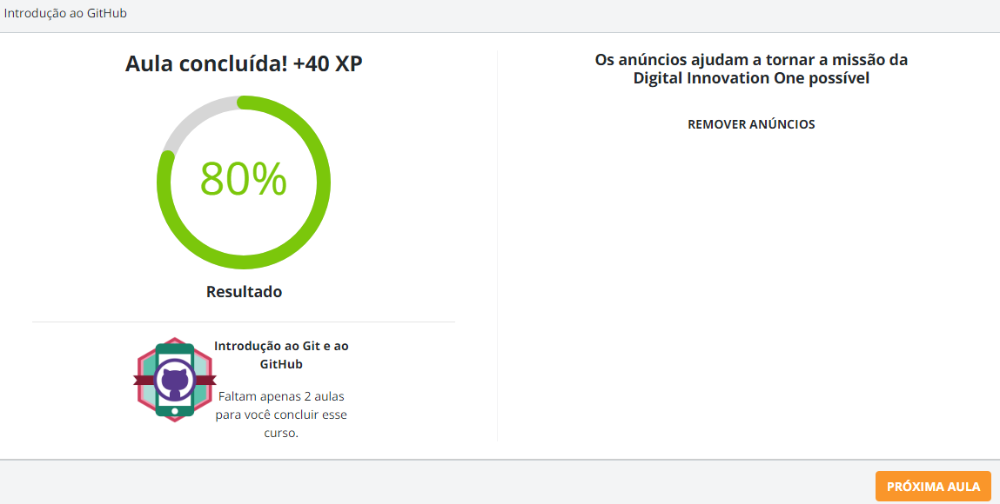 Introdução ao GitHub
Aula concluída! +40 XP
80%
Resultado
Introdução ao Git e ao
GitHub
Faltam apenas 2 aulas
para você concluir esse
curso.
Os anúncios ajudam a tornar a missão da
Digital Innovation One possível
REMOVER ANÚNCIOS
PRÓXIMA AULA